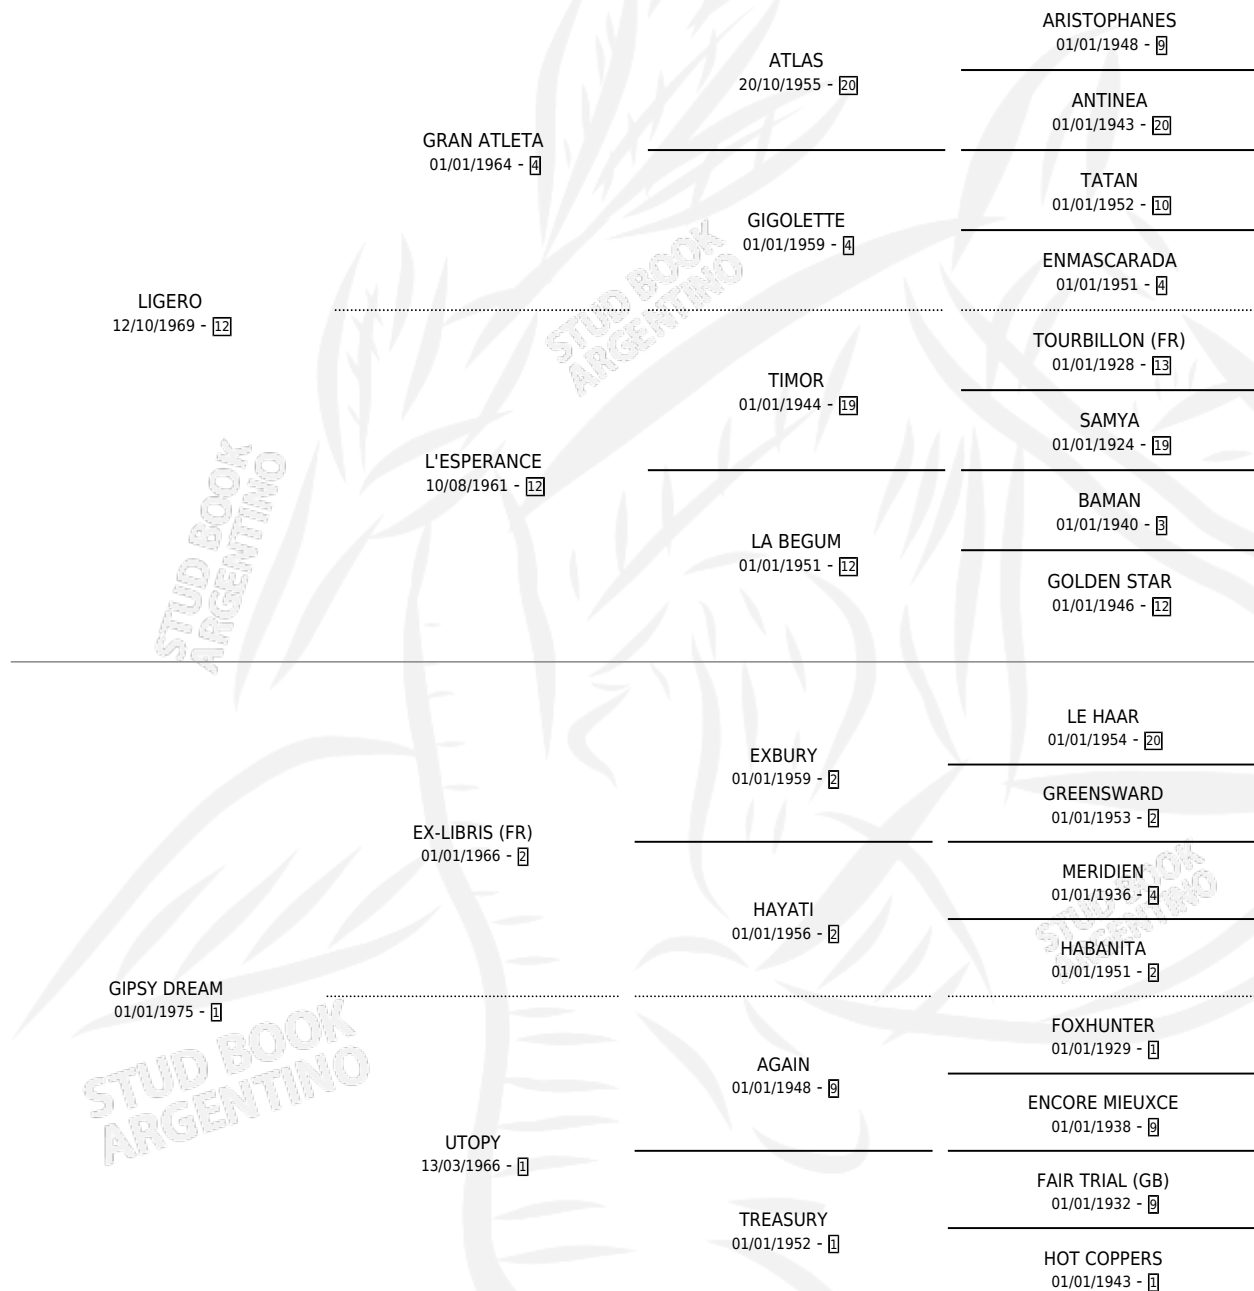 ARISTOPHANES
01/01/1948 - 9
ATLAS
20/10/1955 - 20
ANTINEA
01/01/1943 - 20
GRAN ATLETA
01/01/1964 - 4
TATAN
01/01/1952 - 10
GIGOLETTE
01/01/1959 - 4
ENMASCARADA
01/01/1951 - 4
LIGERO
12/10/1969 - 12
TOURBILLON (FR)
01/01/1928 - 13
TIMOR
01/01/1944 - 19
SAMYA
01/01/1924 - 19
L'ESPERANCE
10/08/1961 - 12
BAMAN
01/01/1940 - 3
LA BEGUM
01/01/1951 - 12
GOLDEN STAR
01/01/1946 - 12
LE HAAR
01/01/1954 - 20
EXBURY
01/01/1959 - 2
GREENSWARD
01/01/1953 - 2
EX-LIBRIS (FR)
01/01/1966 - 2
MERIDIEN
01/01/1936 - 4
HAYATI
01/01/1956 - 2
HABANITA
01/01/1951 - 2
GIPSY DREAM
01/01/1975 - 1
FOXHUNTER
01/01/1929 - 1
AGAIN
01/01/1948 - 9
ENCORE MIEUXCE
01/01/1938 - 9
UTOPY
13/03/1966 - 1
FAIR TRIAL (GB)
01/01/1932 - 9
TREASURY
01/01/1952 - 1
HOT COPPERS
01/01/1943 - 1
STUD BOOK
ARGENTINO
STUD BOOK
ARGENTINO
STUD BOOK
ARGENTINO
STUD BOOK
ARGENTINO